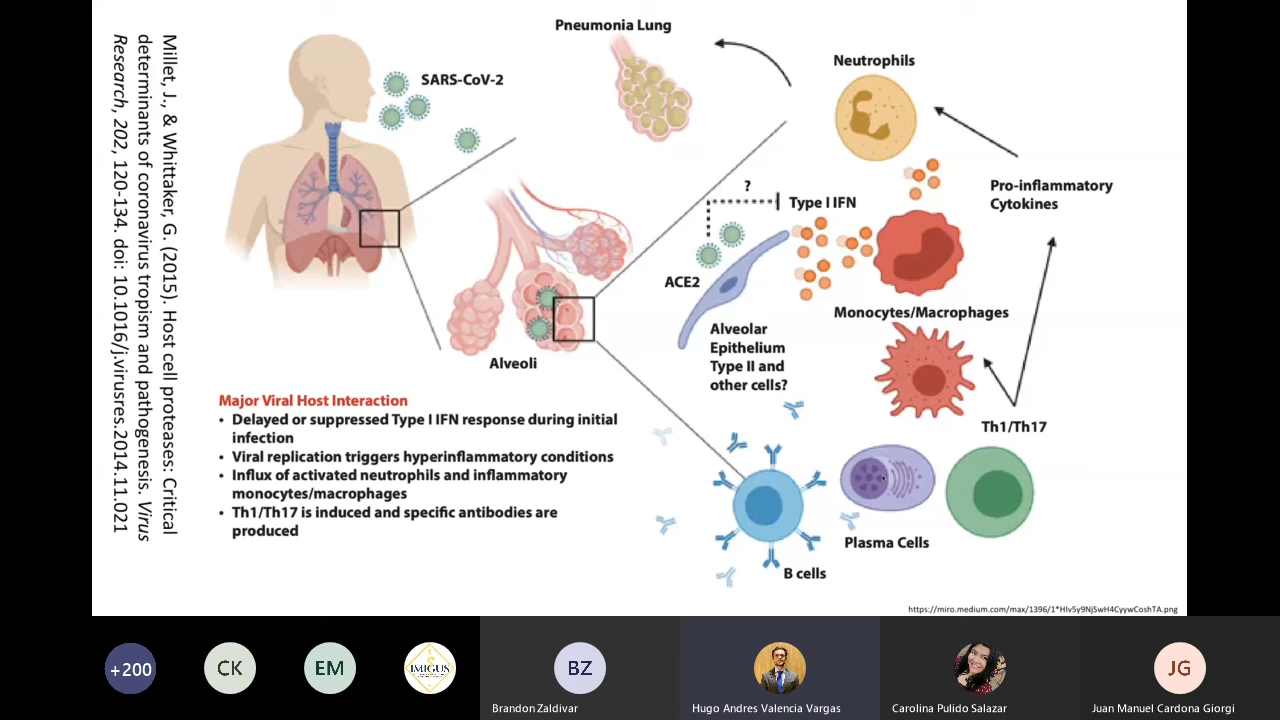 Millet, J., & Whittaker, G. (2015). Host cell proteases: Critical
determinants of coronavirus tropism and pathogenesis. Virus
Research, 202, 120-134. doi: 10.1016/j.virusres.2014.11.021
Pneumonia Lung
SARS-CoV-2
Neutrophils
Pro-inflammatory
Cytokines
?
Type I IFN
ACE2
Monocytes/Macrophages
Alveolar
Epithelium
Type II and
other cells?
Alveoli
Th1/Th17
Major Viral Host Interaction
• Delayed or suppressed Type I IFN response during initial
infection
• Viral replication triggers hyperinflammatory conditions
• Influx of activated neutrophils and inflammatory
monocytes/macrophages
• Th1/Th17 is induced and specific antibodies are
produced
Plasma Cells
B cells
+200
CK
EM
IMIGUS
BZ
JG
Brandon Zaldivar
Hugo Andres Valencia Vargas
Carolina Pulido Salazar
Juan Manuel Cardona Giorgi